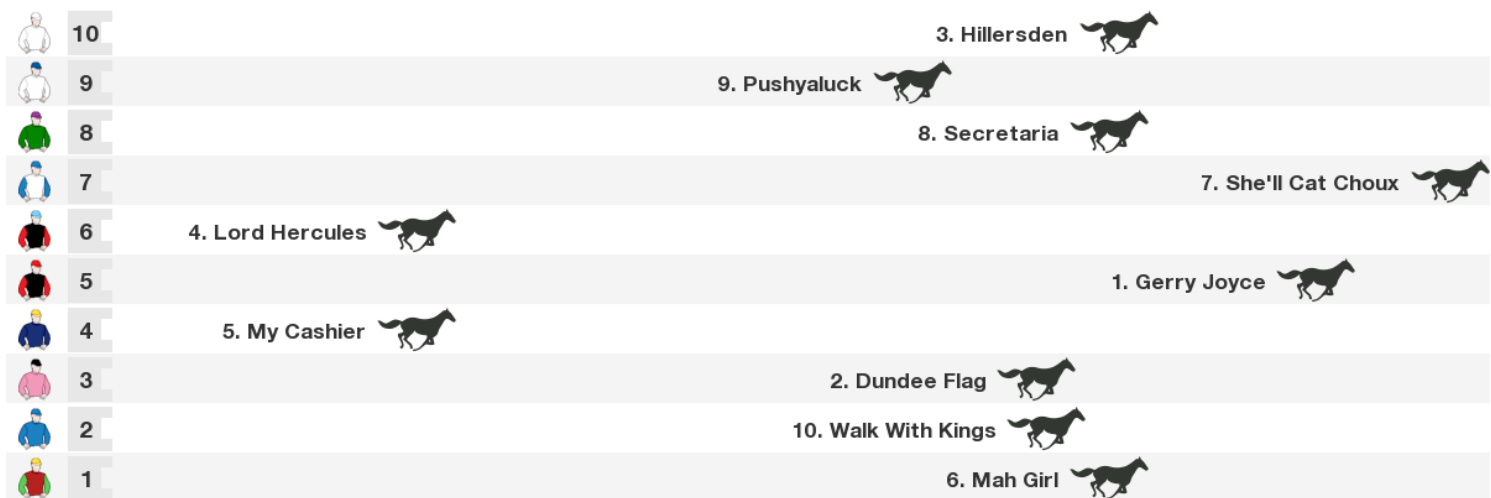 10 3. Hillersden
9 9. Pushyaluck
8 8. Secretaria
7 7. She'll Cat Choux
6 4. Lord Hercules
5 1. Gerry Joyce
4 5. My Cashier
3 2. Dundee Flag
2 10. Walk With Kings
1 6. Mah Girl